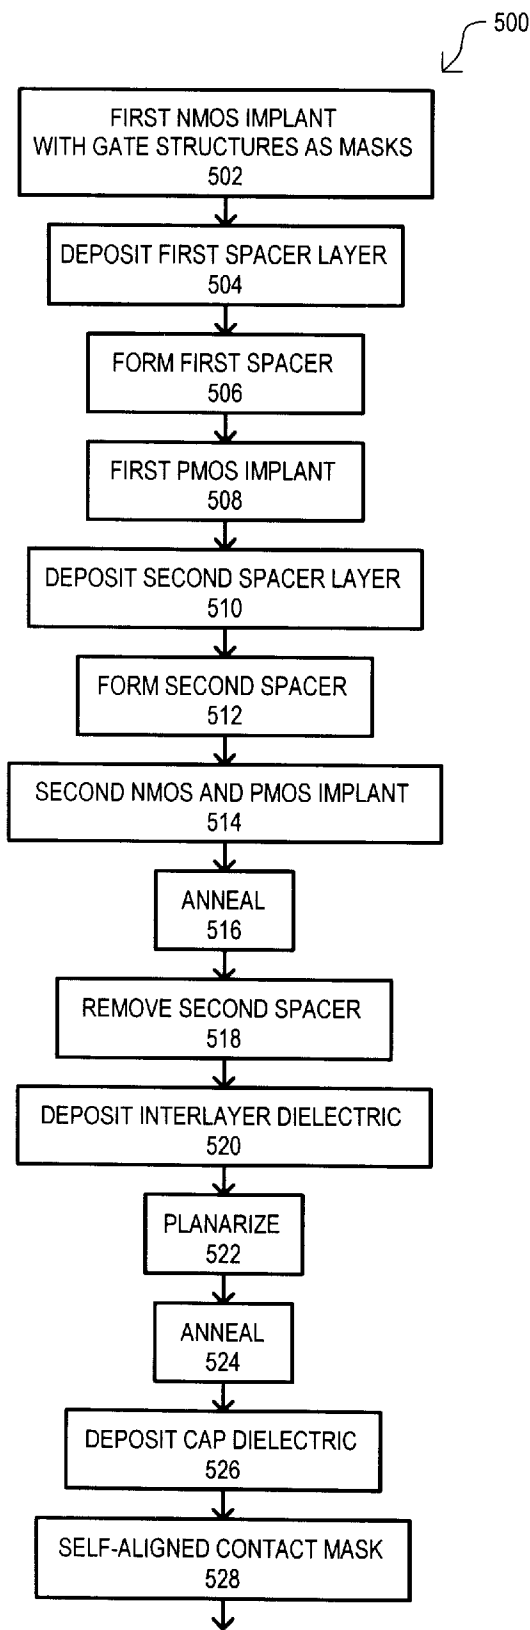 500
FIRST NMOS IMPLANT
WITH GATE STRUCTURES AS MASKS
502
DEPOSIT FIRST SPACER LAYER
504
FORM FIRST SPACER
506
FIRST PMOS IMPLANT
508
DEPOSIT SECOND SPACER LAYER
510
FORM SECOND SPACER
512
SECOND NMOS AND PMOS IMPLANT
514
ANNEAL
516
REMOVE SECOND SPACER
518
DEPOSIT INTERLAYER DIELECTRIC
520
PLANARIZE
522
ANNEAL
524
DEPOSIT CAP DIELECTRIC
526
SELF-ALIGNED CONTACT MASK
528